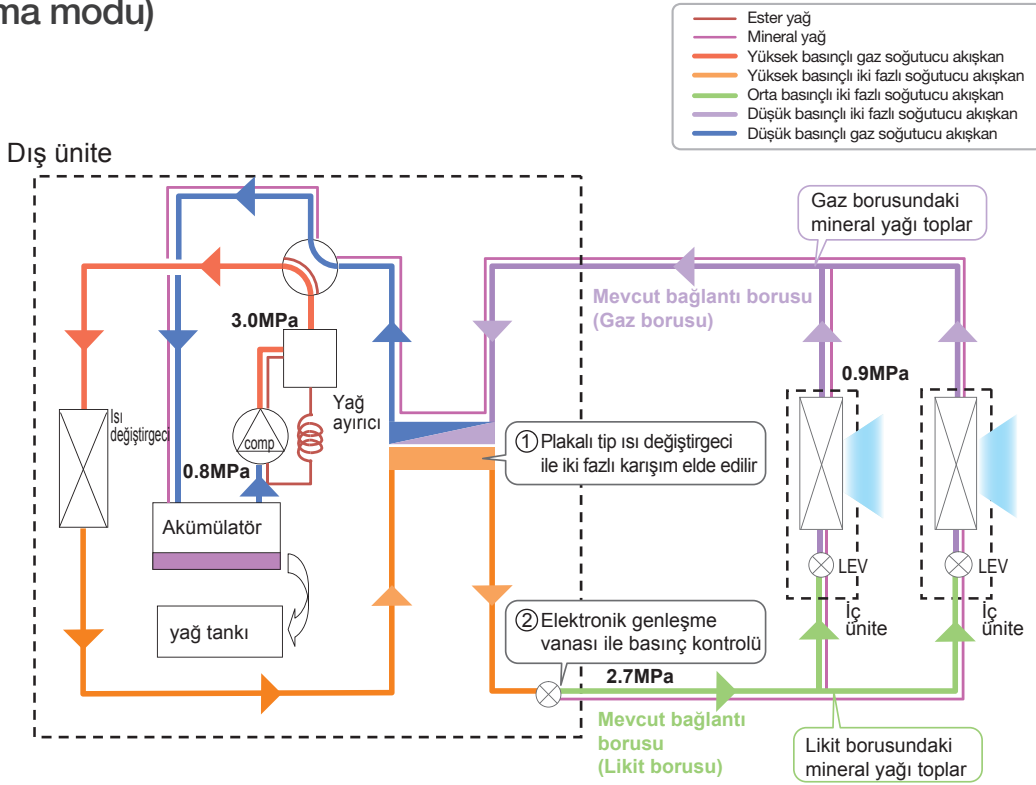 ma modu)
Ester yağ
Mineral yağ
Yüksek basınçlı gaz soğutucu akışkan
Yüksek basınçlı iki fazlı soğutucu akışkan
Orta basınçlı iki fazlı soğutucu akışkan
Düşük basınçlı iki fazlı soğutucu akışkan
Düşük basınçlı gaz soğutucu akışkan
Dış ünite
Gaz borusundaki
mineral yağı toplar
Mevcut bağlantı borusu
(Gaz borusu)
3.0MPa
0.9MPa
Yağ
ayırıcı
Isı
değiştirgeci
comp
0.8MPa
① Plakalı tip ısı değiştirgeci
ile iki fazlı karışım elde edilir
Akümülatör
yağ tankı
LEV
LEV
İç
ünite
İç
ünite
② Elektronik genleşme
vanası ile basınç kontrolü
2.7MPa
Mevcut bağlantı
borusu
(Likit borusu)
Likit borusundaki
mineral yağı toplar